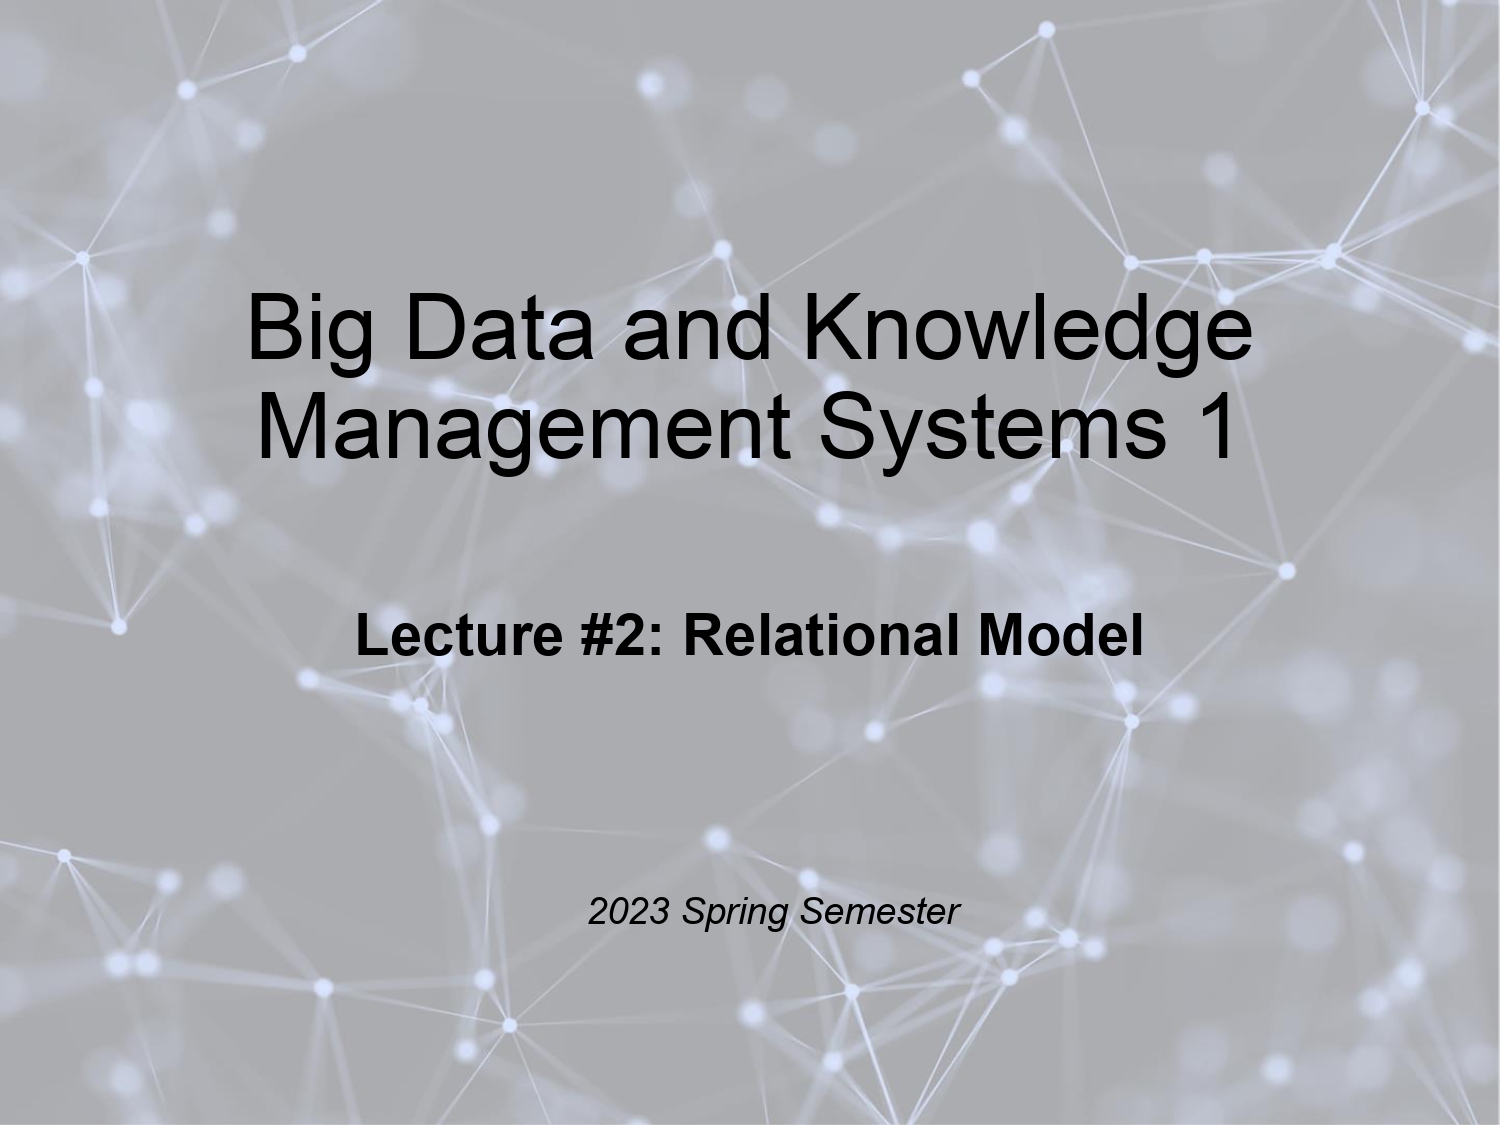 Big Data and Knowledge
Management Systems 1
Lecture #2: Relational Model
2023 Spring Semester